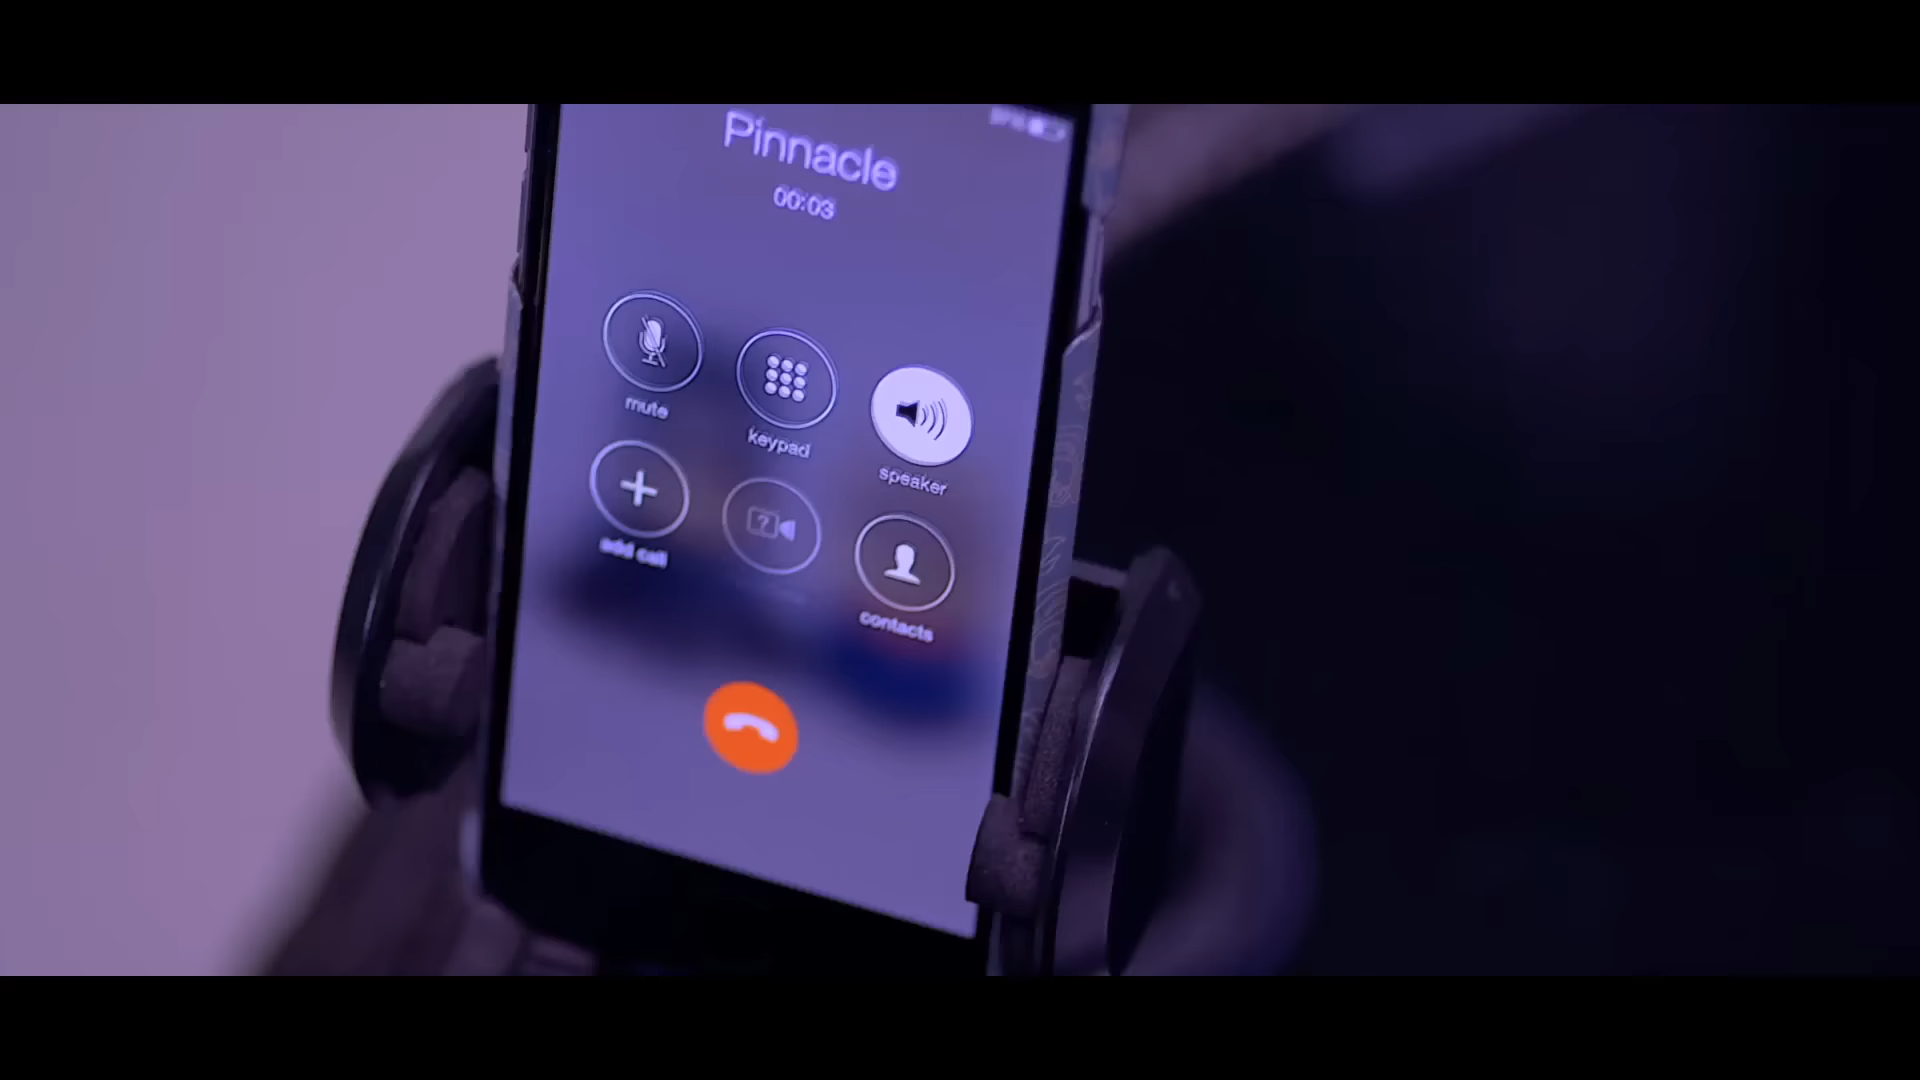 Pinnacle
00:03
mute
keypad
speaker
add call
?
contacts